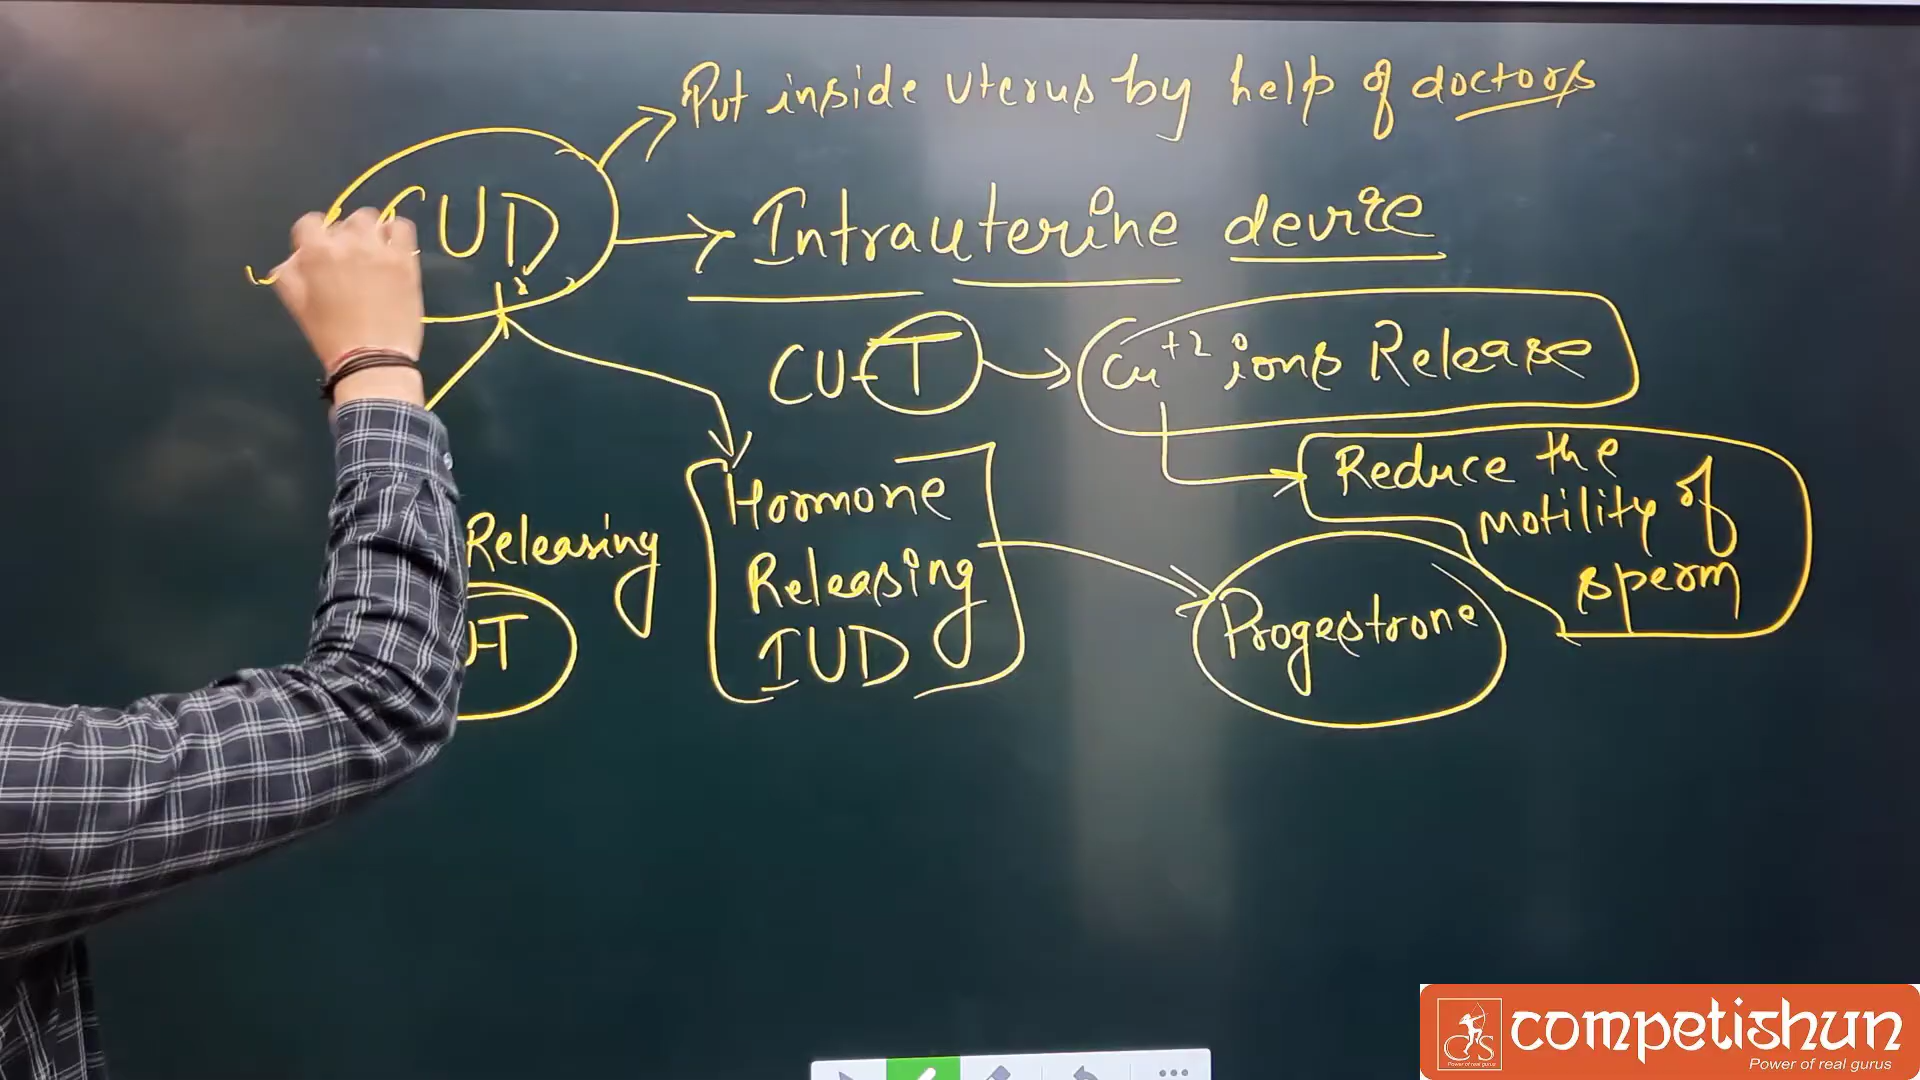 Put inside uterus by help of doctors
CUD
Intrauterine device
CU-T
Cu+2 ions Release
Reduce the
motility of
sperm
Hormone
Releasing
IUD
Releasing
U-T
Progestrone
competishun
Power of real gurus